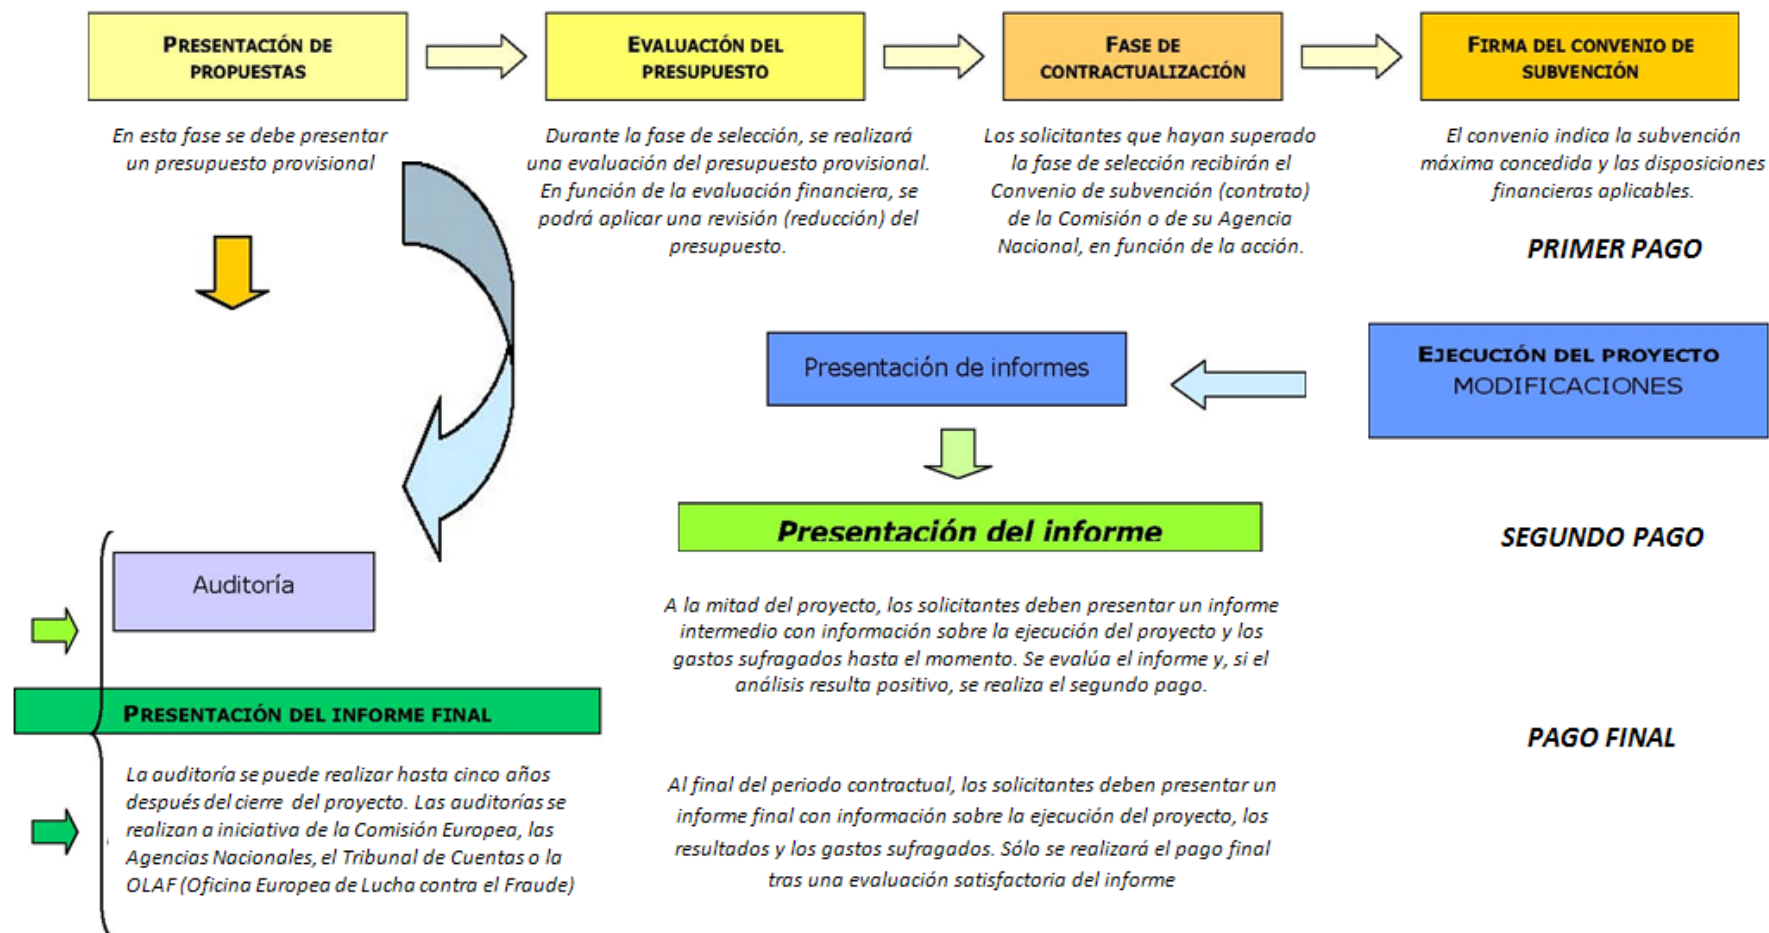 PRESENTACIÓN DE
PROPUESTAS
EVALUACIÓN DEL
PRESUPUESTO
FASE DE
CONTRACTUALIZACIÓN
FIRMA DEL CONVENIO DE
SUBVENCIÓN
En esta fase se debe presentar
un presupuesto provisional
Durante la fase de selección, se realizará
una evaluación del presupuesto provisional.
En función de la evaluación financiera, se
podrá aplicar una revisión (reducción) del
presupuesto.
Los solicitantes que hayan superado
la fase de selección recibirán el
Convenio de subvención (contrato)
de la Comisión o de su Agencia
Nacional, en función de la acción.
El convenio indica la subvención
máxima concedida y las disposiciones
financieras aplicables.
PRIMER PAGO
Presentación de informes
EJECUCIÓN DEL PROYECTO
MODIFICACIONES
Presentación del informe
SEGUNDO PAGO
Auditoría
A la mitad del proyecto, los solicitantes deben presentar un informe
intermedio con información sobre la ejecución del proyecto y los
gastos sufragados hasta el momento. Se evalúa el informe y, si el
análisis resulta positivo, se realiza el segundo pago.
PRESENTACIÓN DEL INFORME FINAL
PAGO FINAL
La auditoría se puede realizar hasta cinco años
después del cierre del proyecto. Las auditorías se
realizan a iniciativa de la Comisión Europea, las
Agencias Nacionales, el Tribunal de Cuentas o la
OLAF (Oficina Europea de Lucha contra el Fraude)
Al final del periodo contractual, los solicitantes deben presentar un
informe final con información sobre la ejecución del proyecto, los
resultados y los gastos sufragados. Sólo se realizará el pago final
tras una evaluación satisfactoria del informe